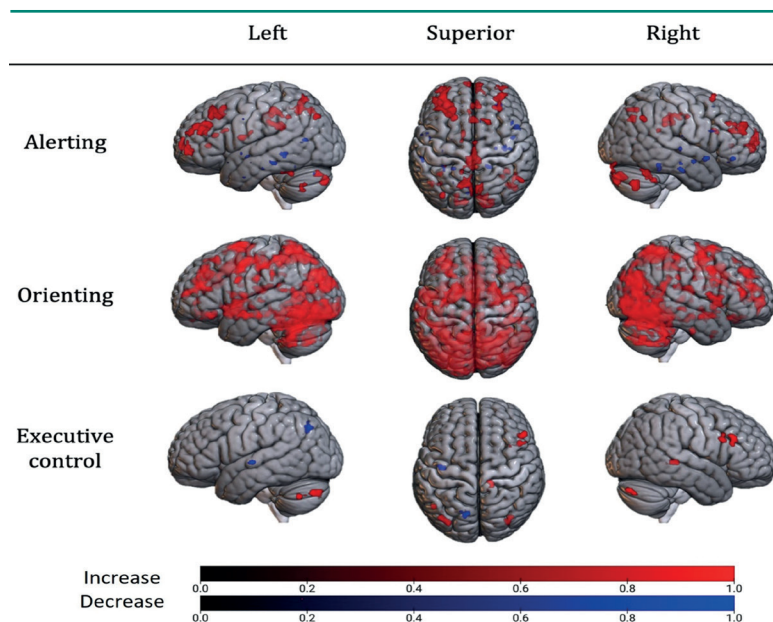 Left Superior Right
Alerting
Orienting
Executive
control
Increase
0.0 0.2 0.4 0.6 0.8 1.0
Decrease
0.0 0.2 0.4 0.6 0.8 1.0